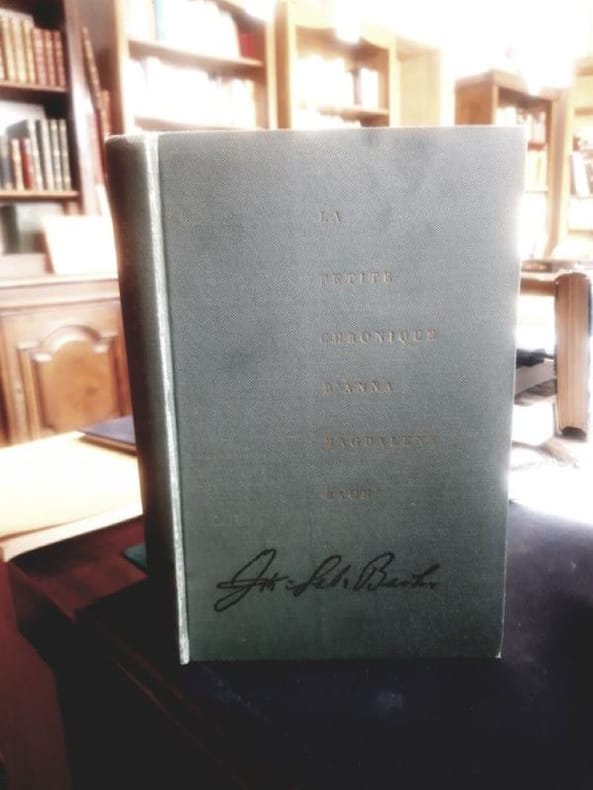 LA
PETITE
CHRONIQUE
D'ANNA
MAGDALENA
BACH
Joh: Seb. Bach.